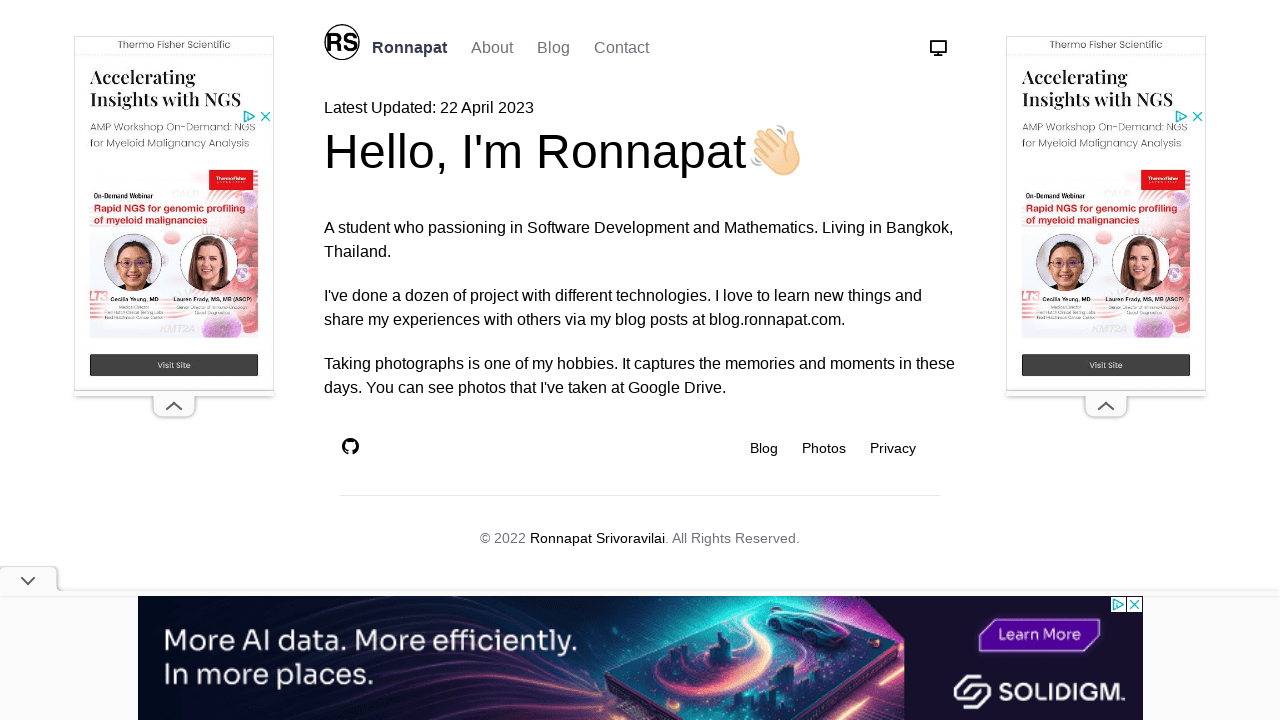 RS
Ronnapat
About
Blog
Contact
Latest Updated: 22 April 2023
Hello, I'm Ronnapat
A student who passioning in Software Development and Mathematics. Living in Bangkok,
Thailand.
I've done a dozen of project with different technologies. I love to learn new things and
share my experiences with others via my blog posts at blog.ronnapat.com.
Taking photographs is one of my hobbies. It captures the memories and moments in these
days. You can see photos that I've taken at Google Drive.
Blog
Photos
Privacy
© 2022 Ronnapat Srivoravilai. All Rights Reserved.
Thermo Fisher Scientific
Accelerating
Insights with NGS
AMP Workshop On-Demand: NGS
for Myeloid Malignancy Analysis
On-Demand Webinar
Rapid NGS for genomic profiling
of myeloid malignancies
Cecilia Yeung, MD
Lauren Frady, MS, MB (ASCP)
Visit Site
Thermo Fisher Scientific
Accelerating
Insights with NGS
AMP Workshop On-Demand: NGS
for Myeloid Malignancy Analysis
On-Demand Webinar
Rapid NGS for genomic profiling
of myeloid malignancies
Cecilia Yeung, MD
Lauren Frady, MS, MB (ASCP)
Visit Site
More AI data. More efficiently.
In more places.
Learn More
SOLIDIGM.